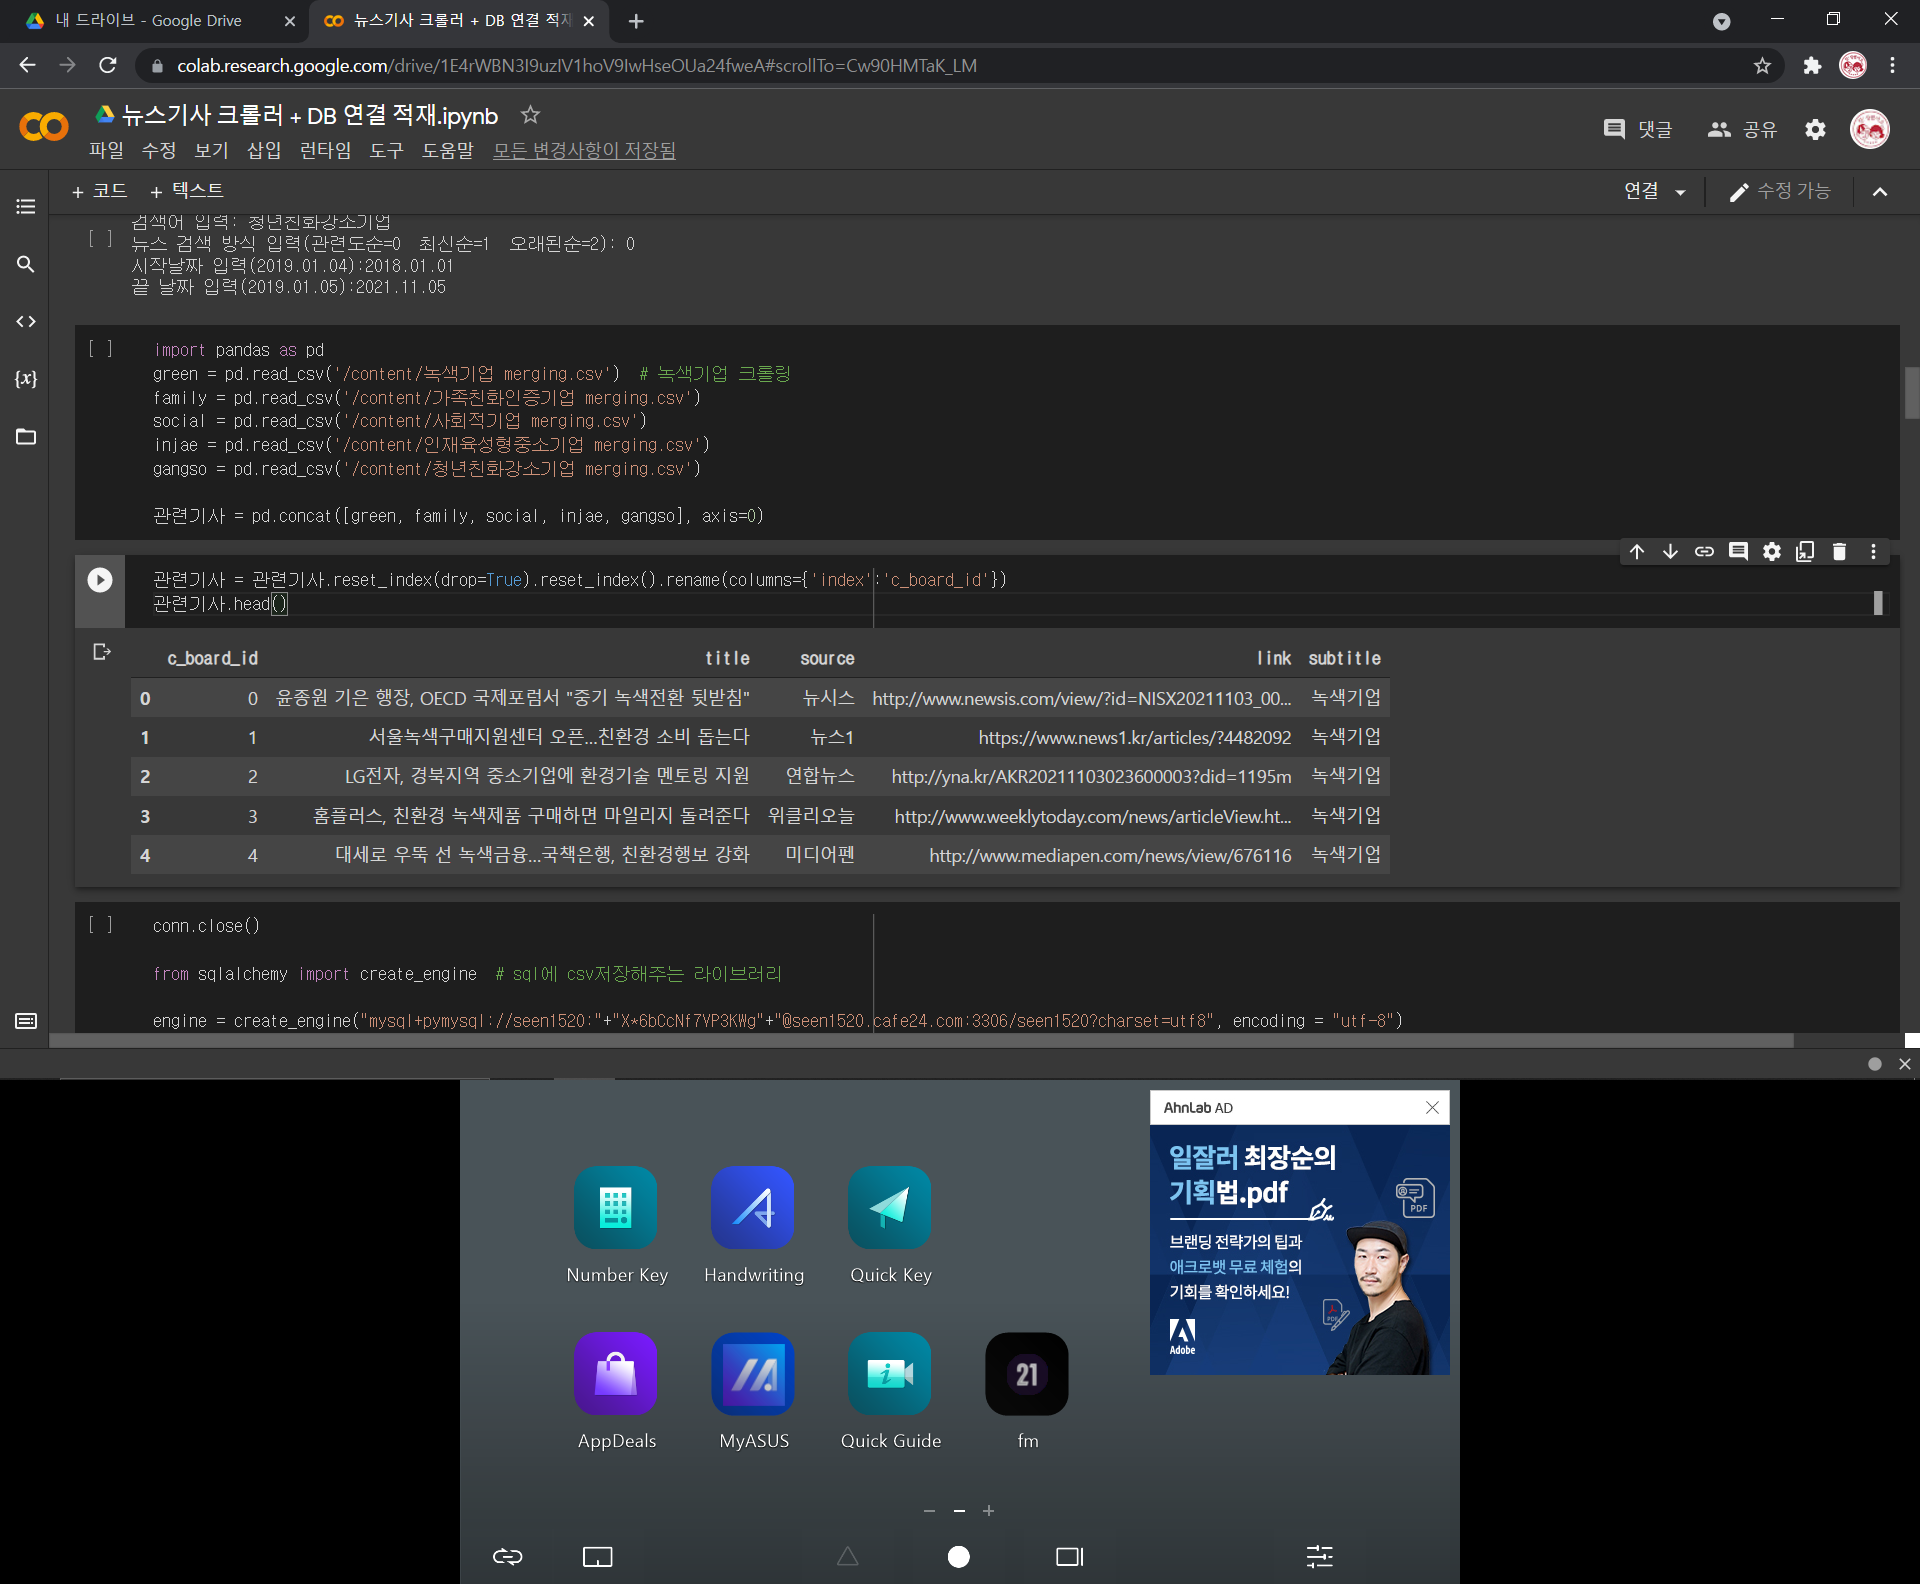 내 드라이브 - Google Drive
뉴스기사 크롤러 + DB 연결 적재
colab.research.google.com/drive/1E4rWBN3I9uzIV1hoV9IwHseOUa24fweA#scrollTo=Cw90HMTaK_LM
뉴스기사 크롤러 + DB 연결 적재.ipynb
댓글 공유
파일 수정 보기 삽입 런타임 도구 도움말 모든 변경사항이 저장됨
+ 코드 + 텍스트 연결 수정 가능
검색어 입력: 청년친화강소기업
[ ] 뉴스 검색 방식 입력(관련도순=0 최신순=1 오래된순=2): 0
시작날짜 입력(2019.01.04):2018.01.01
끝 날짜 입력(2019.01.05):2021.11.05
[ ] import pandas as pd
green = pd.read_csv('/content/녹색기업 merging.csv') # 녹색기업 크롤링
family = pd.read_csv('/content/가족친화인증기업 merging.csv')
social = pd.read_csv('/content/사회적기업 merging.csv')
injae = pd.read_csv('/content/인재육성형중소기업 merging.csv')
gangso = pd.read_csv('/content/청년친화강소기업 merging.csv')
관련기사 = pd.concat([green, family, social, injae, gangso], axis=0)
관련기사 = 관련기사.reset_index(drop=True).reset_index().rename(columns={'index':'c_board_id'})
관련기사.head()
c_board_id title source link subtitle
0 0 윤종원 기은 행장, OECD 국제포럼서 "중기 녹색전환 뒷받침" 뉴시스 http://www.newsis.com/view/?id=NISX20211103_00... 녹색기업
1 1 서울녹색구매지원센터 오픈...친환경 소비 돕는다 뉴스1 https://www.news1.kr/articles/?4482092 녹색기업
2 2 LG전자, 경북지역 중소기업에 환경기술 멘토링 지원 연합뉴스 http://yna.kr/AKR20211103023600003?did=1195m 녹색기업
3 3 홈플러스, 친환경 녹색제품 구매하면 마일리지 돌려준다 위클리오늘 http://www.weeklytoday.com/news/articleView.ht... 녹색기업
4 4 대세로 우뚝 선 녹색금융...국책은행, 친환경행보 강화 미디어펜 http://www.mediapen.com/news/view/676116 녹색기업
[ ] conn.close()
from sqlalchemy import create_engine # sql에 csv저장해주는 라이브러리
engine = create_engine("mysql+pymysql://seen1520:"+"X*6bCcNf7YP3KWg"+"@seen1520.cafe24.com:3306/seen1520?charset=utf8", encoding = "utf-8")
AhnLab AD
일잘러 최장순의
기획법.pdf
PDF
브랜딩 전략가의 팁과
애크로뱃 무료 체험의
기회를 확인하세요!
PDF
Adobe
Number Key Handwriting Quick Key
21
AppDeals MyASUS Quick Guide fm